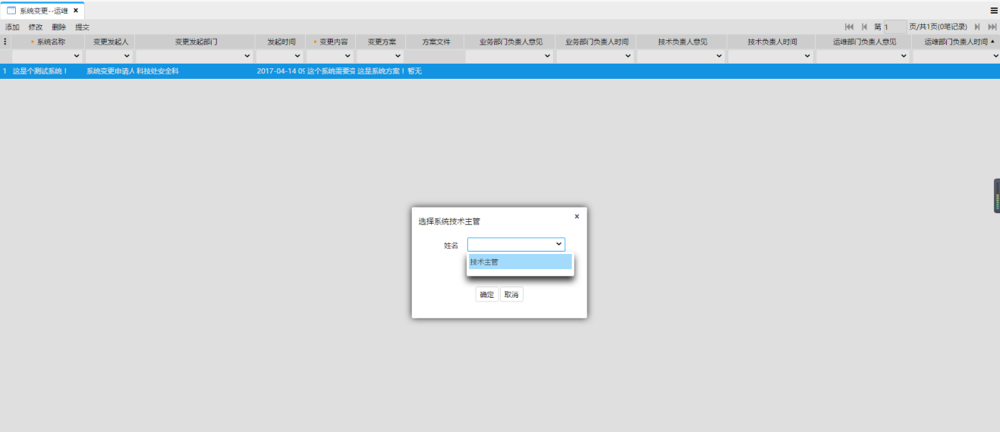 系统变更--运维 x
添加 修改 删除 提交 第 1 页/共1页(0笔记录)
系统名称 变更发起人 变更发起部门 发起时间 变更内容 变更方案 方案文件 业务部门负责人意见 业务部门负责人时间 技术负责人意见 技术负责人时间 运维部门负责人意见 运维部门负责人时间
1 这是个测试系统！ 系统变更申请人 科技处安全科 2017-04-14 09 这个系统需要变 这是系统方案！ 暂无
选择系统技术主管 x
姓名
技术主管
确定 取消